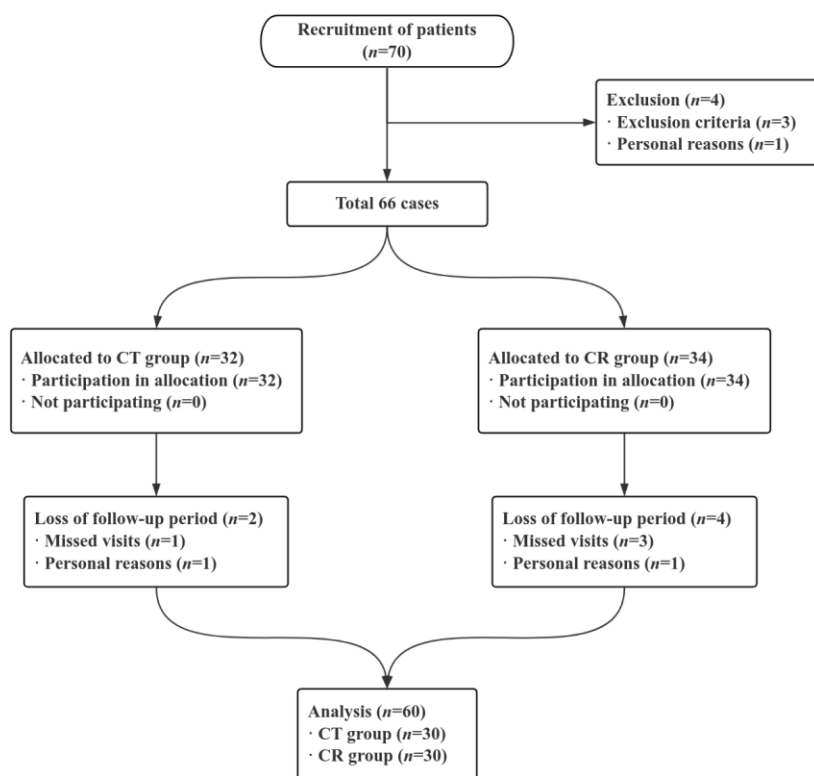 Recruitment of patients
(n=70)
Exclusion (n=4)
· Exclusion criteria (n=3)
· Personal reasons (n=1)
Total 66 cases
Allocated to CT group (n=32)
· Participation in allocation (n=32)
· Not participating (n=0)
Allocated to CR group (n=34)
· Participation in allocation (n=34)
· Not participating (n=0)
Loss of follow-up period (n=2)
· Missed visits (n=1)
· Personal reasons (n=1)
Loss of follow-up period (n=4)
· Missed visits (n=3)
· Personal reasons (n=1)
Analysis (n=60)
· CT group (n=30)
· CR group (n=30)